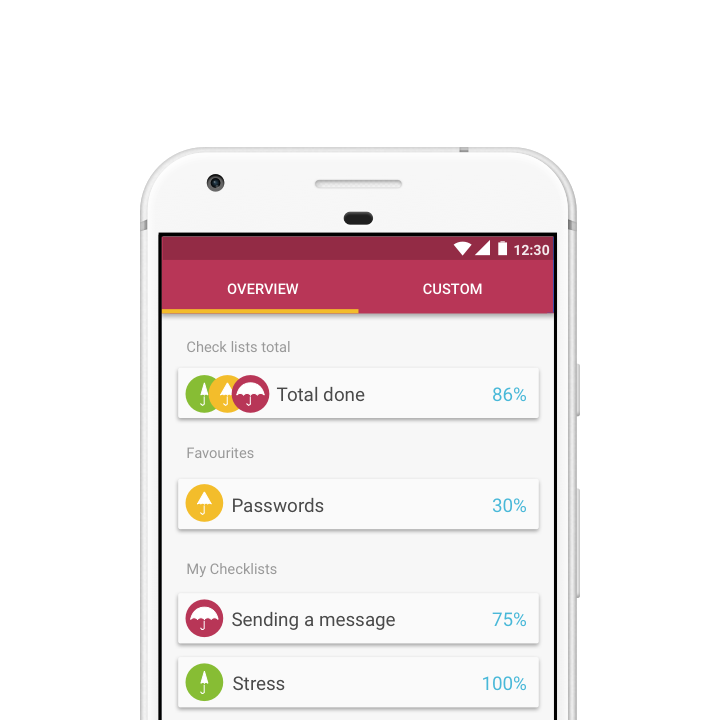 12:30
OVERVIEW CUSTOM
Check lists total
Total done 86%
Favourites
Passwords 30%
My Checklists
Sending a message 75%
Stress 100%